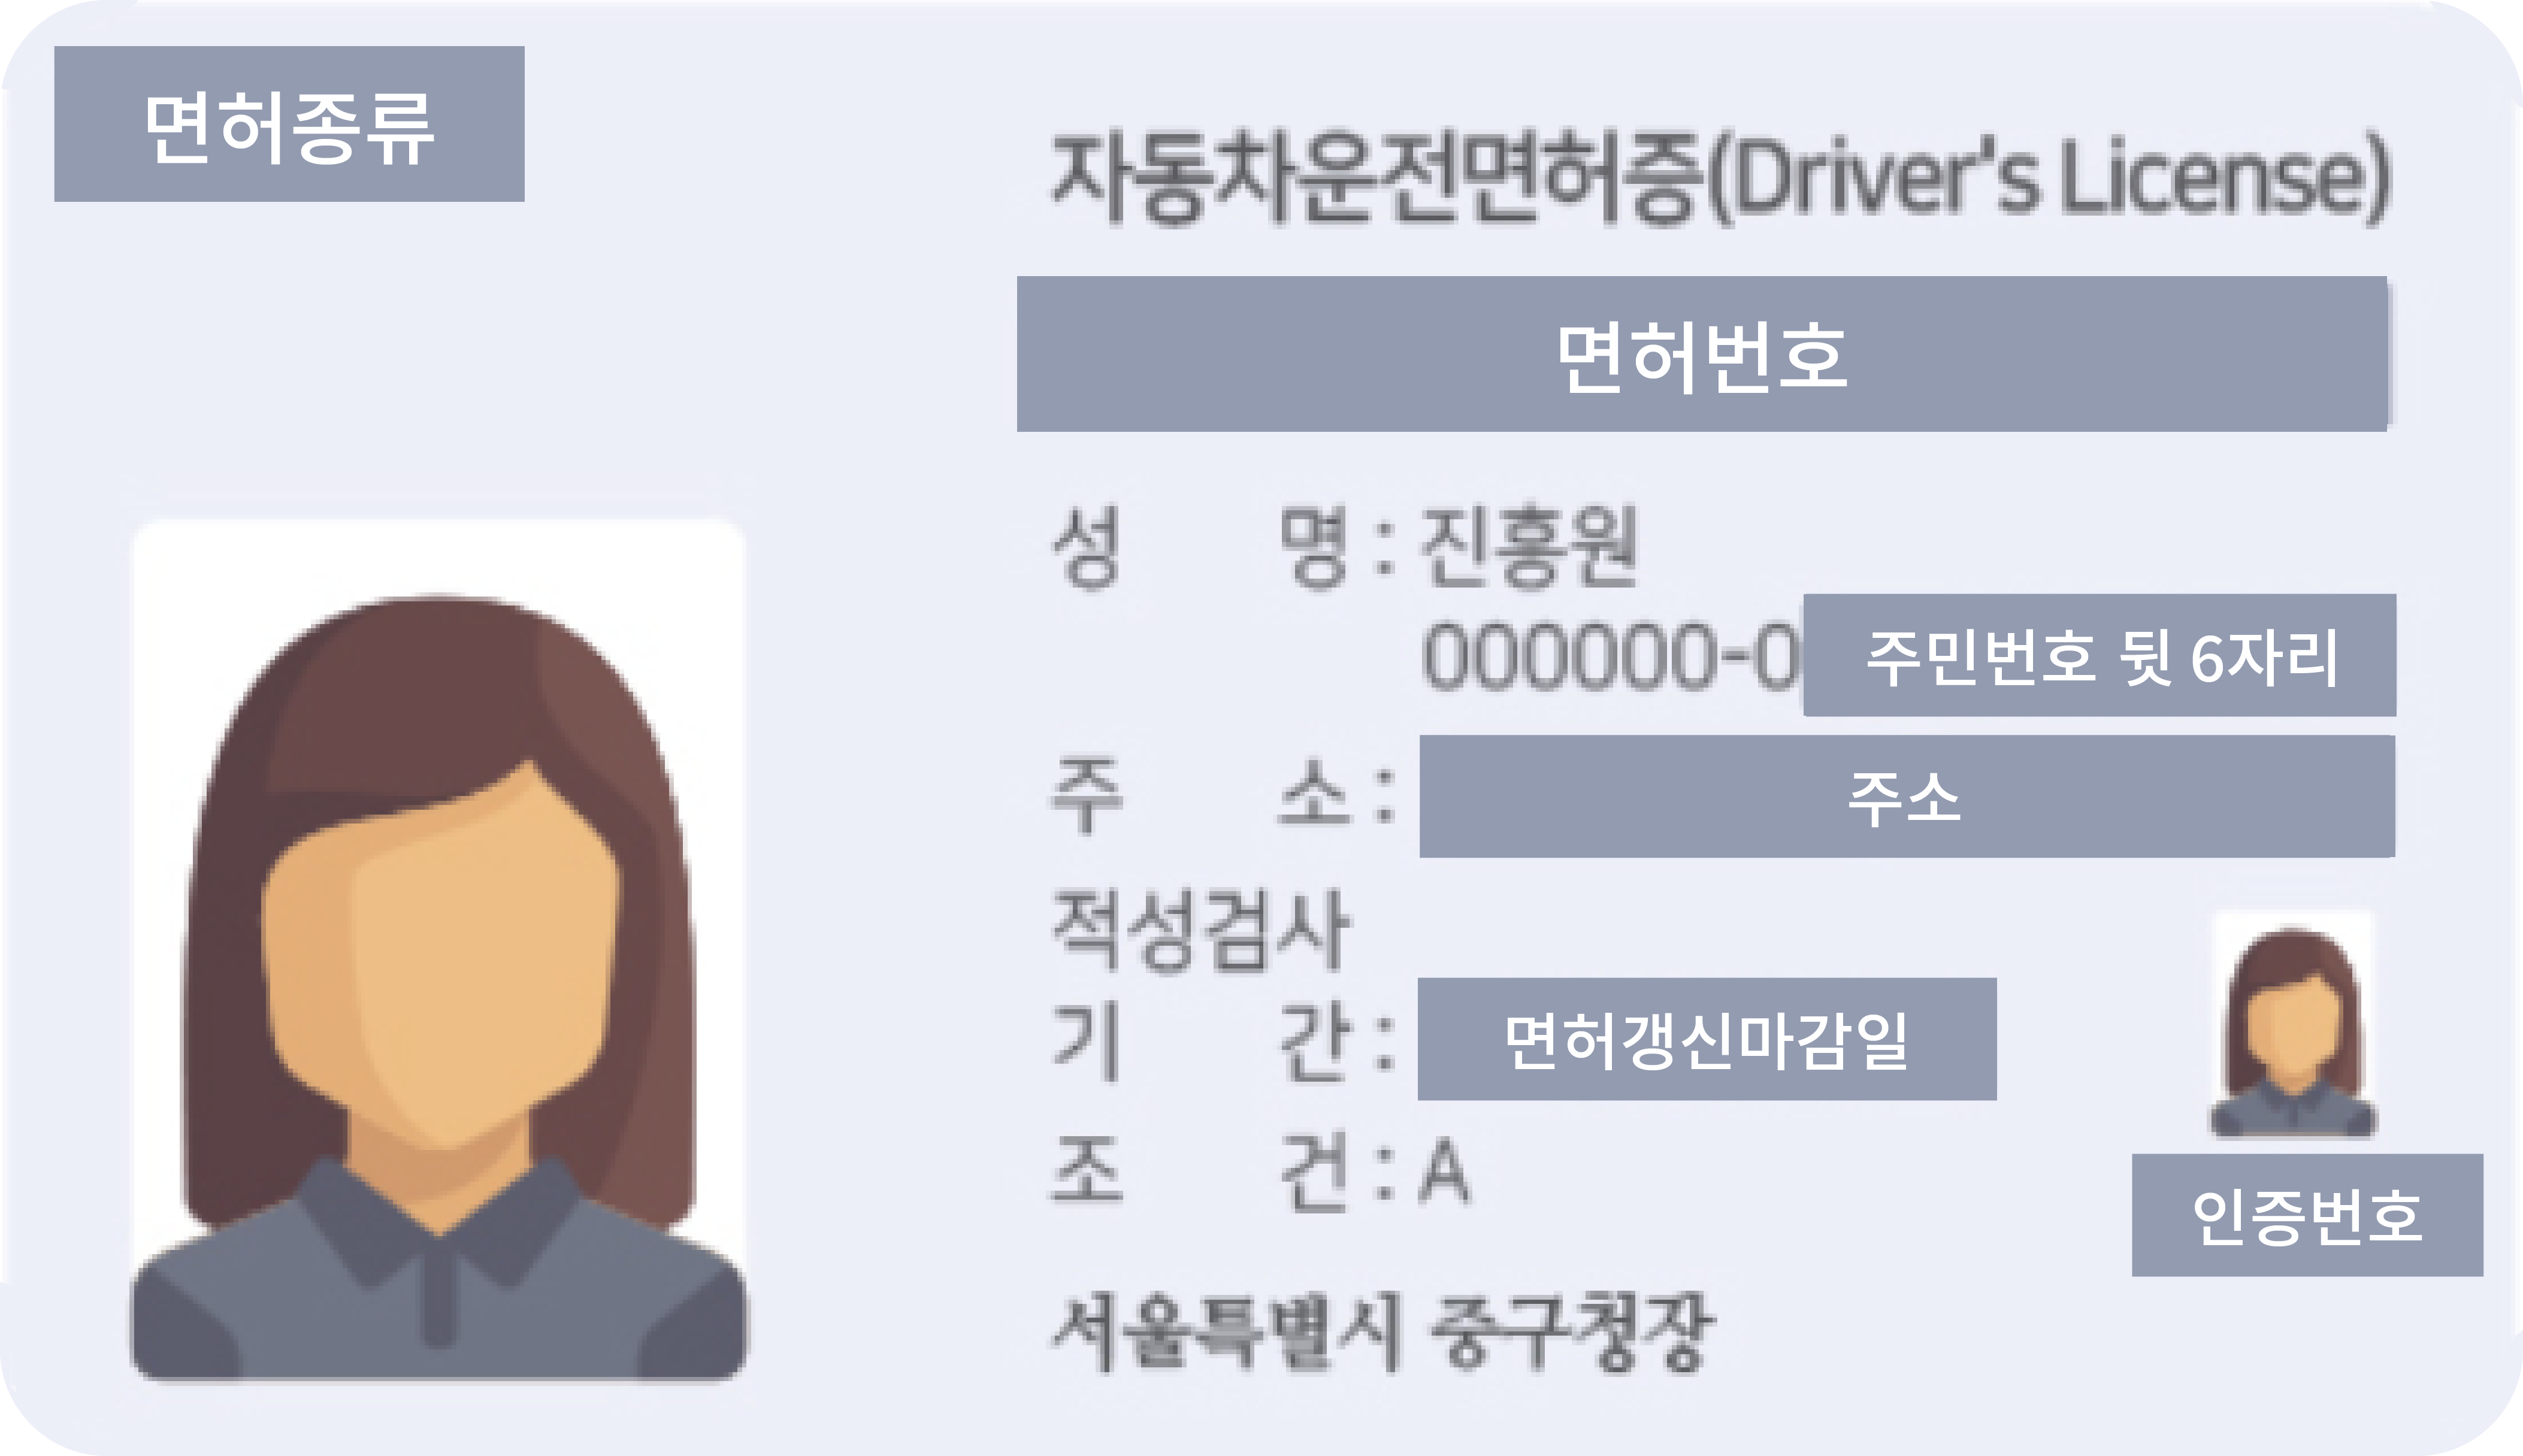 면허종류
자동차운전면허증(Driver's License)
면허번호
성 명 : 진흥원
000000-0 주민번호 뒷 6자리
주 소 : 주소
적성검사
기 간 : 면허갱신마감일
조 건 : A
인증번호
서울특별시 중구청장